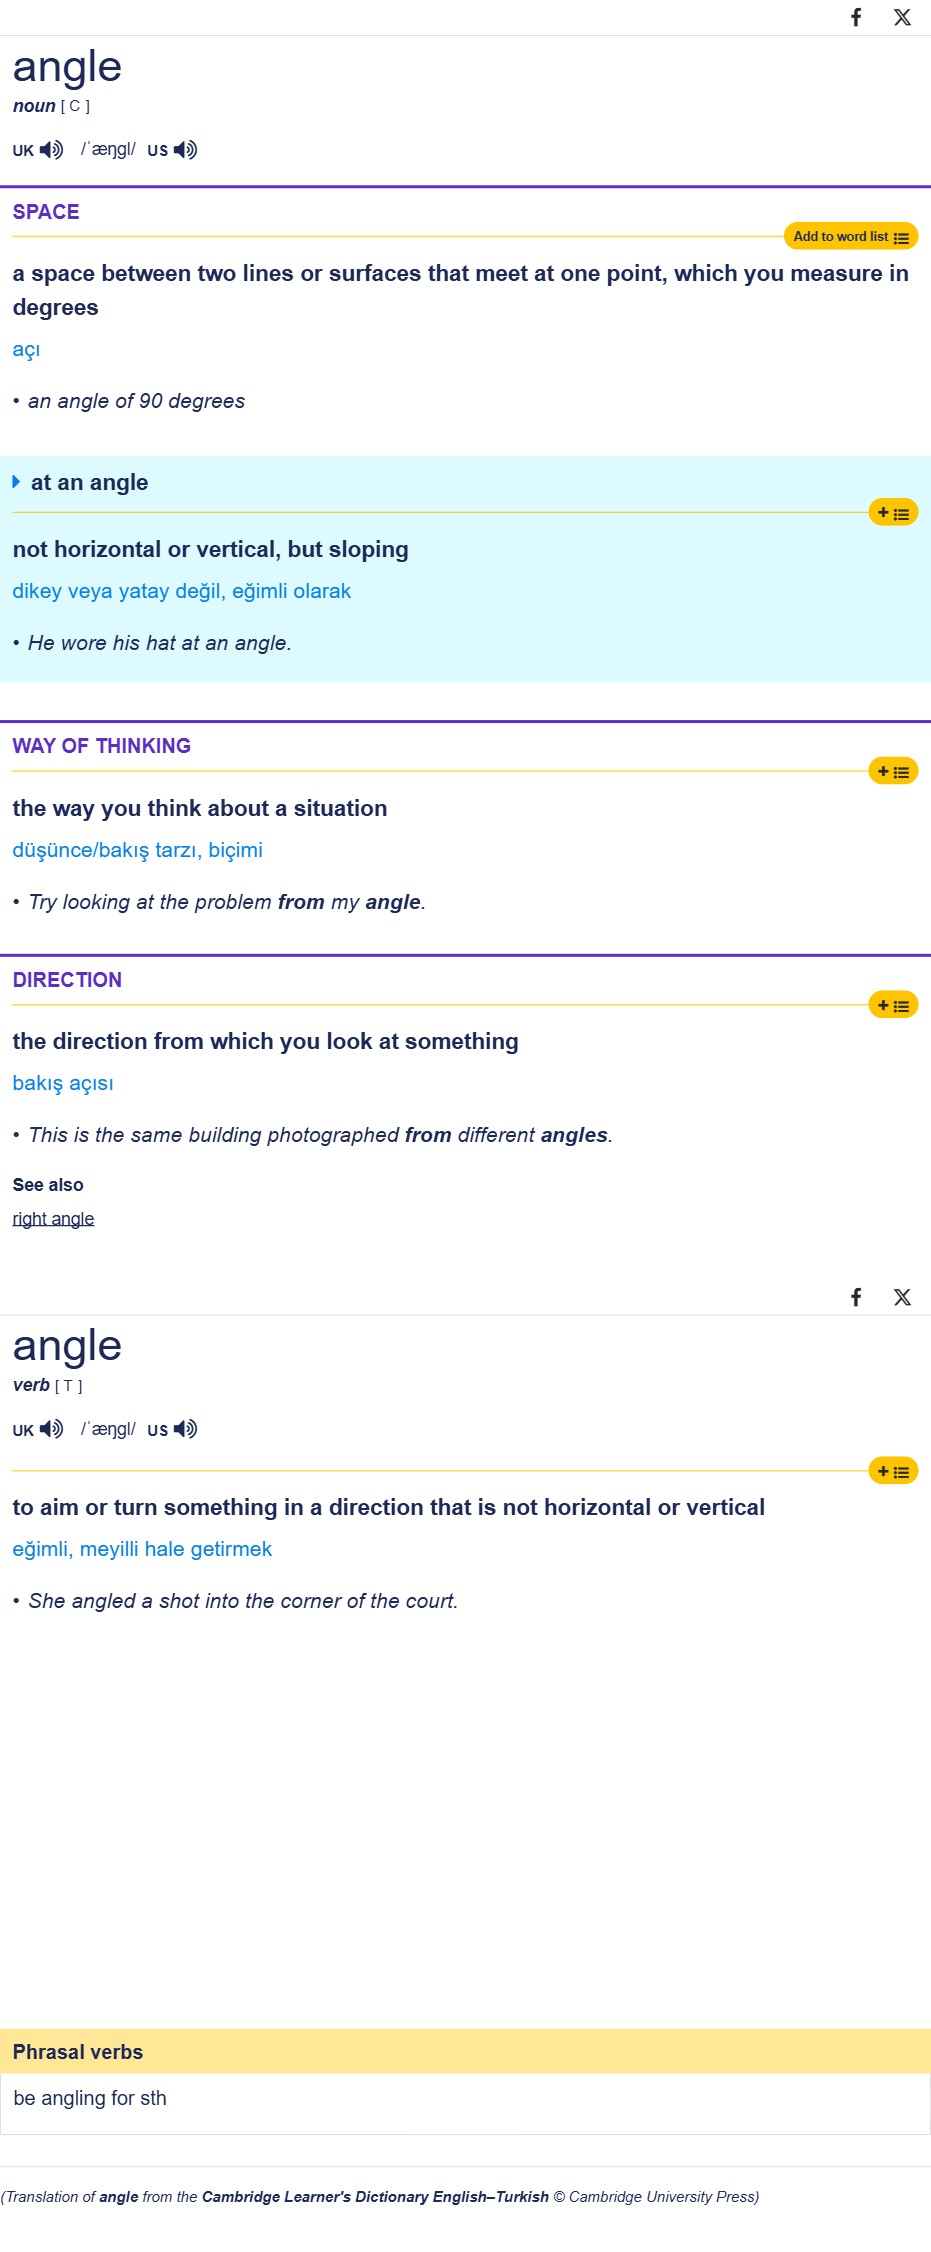 angle
noun [ C ]
UK /ˈæŋɡl/ US
SPACE
Add to word list
a space between two lines or surfaces that meet at one point, which you measure in
degrees
açı
• an angle of 90 degrees
at an angle
not horizontal or vertical, but sloping
dikey veya yatay değil, eğimli olarak
• He wore his hat at an angle.
WAY OF THINKING
the way you think about a situation
düşünce/bakış tarzı, biçimi
• Try looking at the problem from my angle.
DIRECTION
the direction from which you look at something
bakış açısı
• This is the same building photographed from different angles.
See also
right angle
angle
verb [ T ]
UK /ˈæŋɡl/ US
to aim or turn something in a direction that is not horizontal or vertical
eğimli, meyilli hale getirmek
• She angled a shot into the corner of the court.
Phrasal verbs
be angling for sth
(Translation of angle from the Cambridge Learner's Dictionary English–Turkish © Cambridge University Press)